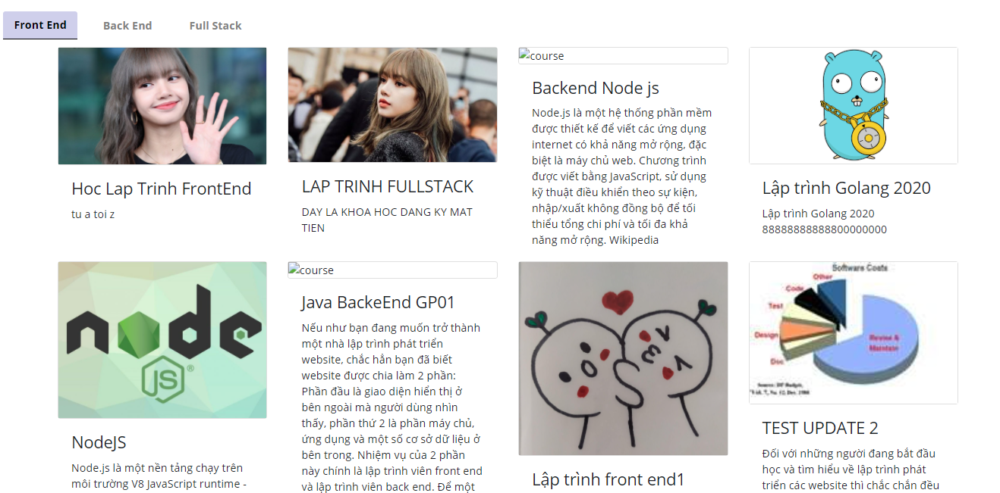 Front End
Back End
Full Stack
Hoc Lap Trinh FrontEnd
tu a toi z
LAP TRINH FULLSTACK
DAY LA KHOA HOC DANG KY MAT
TIEN
course
Backend Node js
Node.js là một hệ thống phần mềm
được thiết kế để viết các ứng dụng
internet có khả năng mở rộng, đặc
biệt là máy chủ web. Chương trình
được viết bằng JavaScript, sử dụng
kỹ thuật điều khiển theo sự kiện,
nhập/xuất không đồng bộ để tối
thiểu tổng chi phí và tối đa khả
năng mở rộng. Wikipedia
Lập trình Golang 2020
Lập trình Golang 2020
88888888888800000000
node
JS
®
NodeJS
Node.js là một nền tảng chạy trên
môi trường V8 JavaScript runtime -
course
Java BackeEnd GP01
Nếu như bạn đang muốn trở thành
một nhà lập trình phát triển
website, chắc hẳn bạn đã biết
website được chia làm 2 phần:
Phần đầu là giao diện hiển thị ở
bên ngoài mà người dùng nhìn
thấy, phần thứ 2 là phần máy chủ,
ứng dụng và một số cơ sở dữ liệu ở
bên trong. Nhiệm vụ của 2 phần
này chính là lập trình viên front end
và lập trình viên back end. Để một
Lập trình front end1
Software Costs
Other
Code
Test
Design
Doc
Revise &
Maintain
TEST UPDATE 2
Đối với những người đang bắt đầu
học và tìm hiểu về lập trình phát
triển các website thì chắc chắn đều